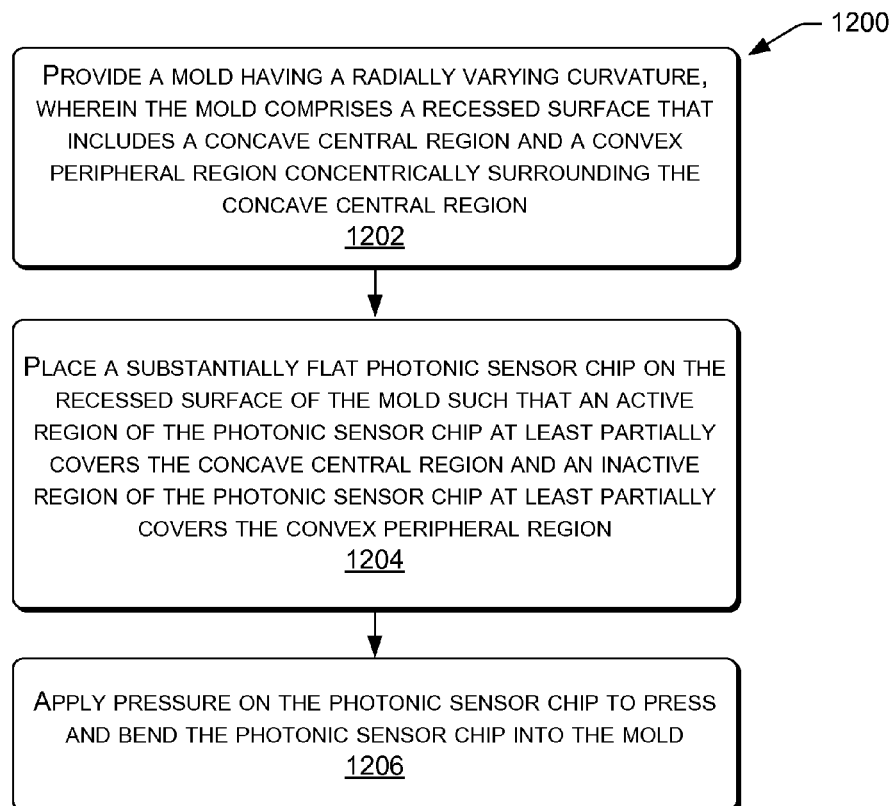 1200
PROVIDE A MOLD HAVING A RADIALLY VARYING CURVATURE,
WHEREIN THE MOLD COMPRISES A RECESSED SURFACE THAT
INCLUDES A CONCAVE CENTRAL REGION AND A CONVEX
PERIPHERAL REGION CONCENTRICALLY SURROUNDING THE
CONCAVE CENTRAL REGION
1202
PLACE A SUBSTANTIALLY FLAT PHOTONIC SENSOR CHIP ON THE
RECESSED SURFACE OF THE MOLD SUCH THAT AN ACTIVE
REGION OF THE PHOTONIC SENSOR CHIP AT LEAST PARTIALLY
COVERS THE CONCAVE CENTRAL REGION AND AN INACTIVE
REGION OF THE PHOTONIC SENSOR CHIP AT LEAST PARTIALLY
COVERS THE CONVEX PERIPHERAL REGION
1204
APPLY PRESSURE ON THE PHOTONIC SENSOR CHIP TO PRESS
AND BEND THE PHOTONIC SENSOR CHIP INTO THE MOLD
1206